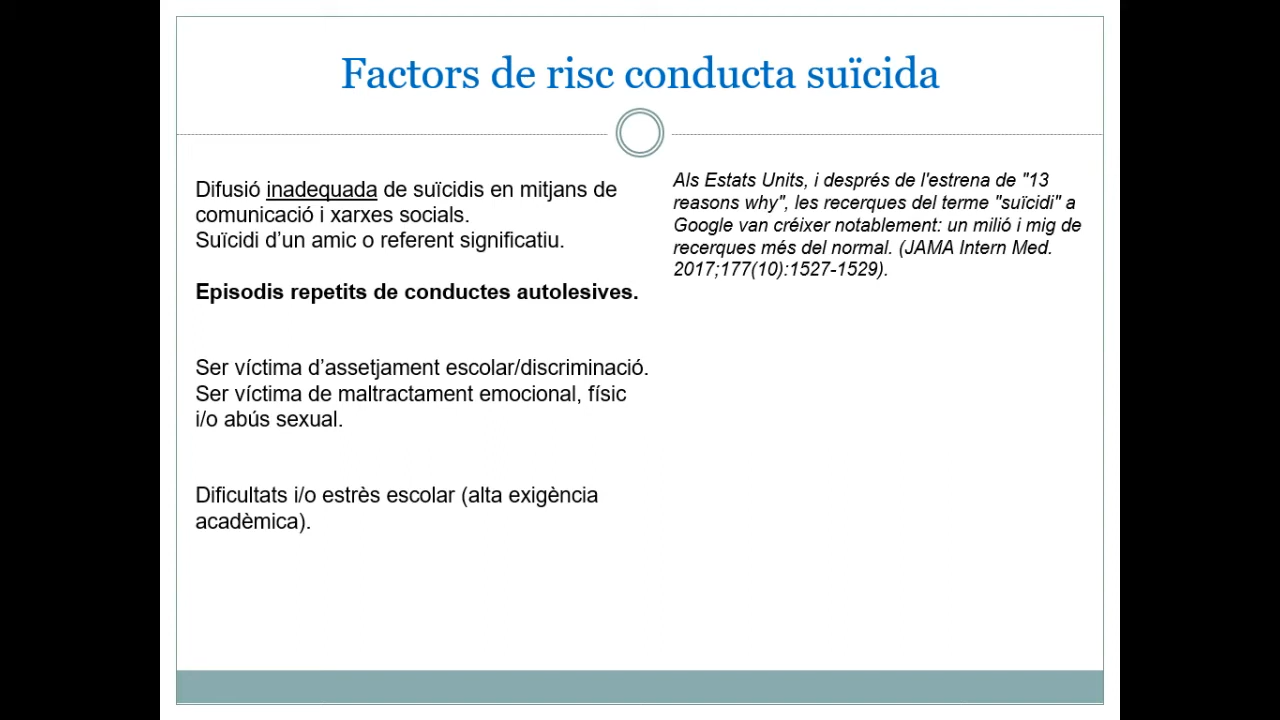 Factors de risc conducta suïcida
Difusió inadequada de suïcidis en mitjans de
comunicació i xarxes socials.
Suïcidi d'un amic o referent significatiu.
Episodis repetits de conductes autolesives.
Ser víctima d'assetjament escolar/discriminació.
Ser víctima de maltractament emocional, físic
i/o abús sexual.
Dificultats i/o estrès escolar (alta exigència
acadèmica).
Als Estats Units, i després de l'estrena de "13
reasons why", les recerques del terme "suïcidi" a
Google van créixer notablement: un milió i mig de
recerques més del normal. (JAMA Intern Med.
2017;177(10):1527-1529).